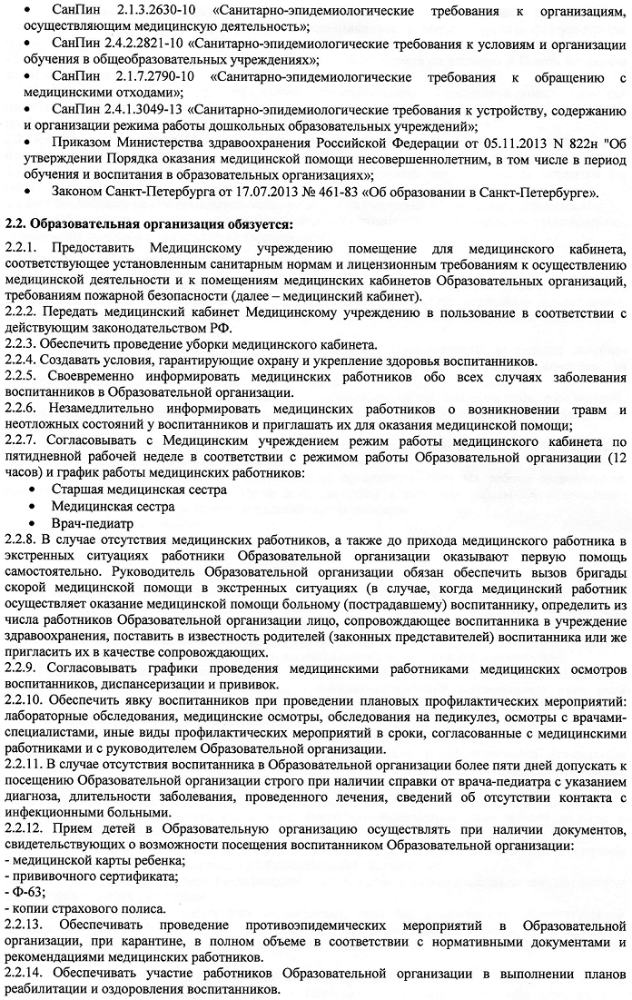 • СанПин 2.1.3.2630-10 «Санитарно-эпидемиологические требования к организациям,
осуществляющим медицинскую деятельность»;
• СанПин 2.4.2.2821-10 «Санитарно-эпидемиологические требования к условиям и организации
обучения в общеобразовательных учреждениях»;
• СанПин 2.1.7.2790-10 «Санитарно-эпидемиологические требования к обращению с
медицинскими отходами»;
• СанПин 2.4.1.3049-13 «Санитарно-эпидемиологические требования к устройству, содержанию
и организации режима работы дошкольных образовательных учреждений»;
• Приказом Министерства здравоохранения Российской Федерации от 05.11.2013 N 822н "Об
утверждении Порядка оказания медицинской помощи несовершеннолетним, в том числе в период
обучения и воспитания в образовательных организациях»;
• Законом Санкт-Петербурга от 17.07.2013 № 461-83 «Об образовании в Санкт-Петербурге».
2.2. Образовательная организация обязуется:
2.2.1. Предоставить Медицинскому учреждению помещение для медицинского кабинета,
соответствующее установленным санитарным нормам и лицензионным требованиям к осуществлению
медицинской деятельности и к помещениям медицинских кабинетов Образовательных организаций,
требованиям пожарной безопасности (далее – медицинский кабинет).
2.2.2. Передать медицинский кабинет Медицинскому учреждению в пользование в соответствии с
действующим законодательством РФ.
2.2.3. Обеспечить проведение уборки медицинского кабинета.
2.2.4. Создавать условия, гарантирующие охрану и укрепление здоровья воспитанников.
2.2.5. Своевременно информировать медицинских работников обо всех случаях заболевания
воспитанников в Образовательной организации.
2.2.6. Незамедлительно информировать медицинских работников о возникновении травм и
неотложных состояний у воспитанников и приглашать их для оказания медицинской помощи;
2.2.7. Согласовывать с Медицинским учреждением режим работы медицинского кабинета по
пятидневной рабочей неделе в соответствии с режимом работы Образовательной организации (12
часов) и график работы медицинских работников:
• Старшая медицинская сестра
• Медицинская сестра
• Врач-педиатр
2.2.8. В случае отсутствия медицинских работников, а также до прихода медицинского работника в
экстренных ситуациях работники Образовательной организации оказывают первую помощь
самостоятельно. Руководитель Образовательной организации обязан обеспечить вызов бригады
скорой медицинской помощи в экстренных ситуациях (в случае, когда медицинский работник
осуществляет оказание медицинской помощи больному (пострадавшему) воспитаннику, определить из
числа работников Образовательной организации лицо, сопровождающее воспитанника в учреждение
здравоохранения, поставить в известность родителей (законных представителей) воспитанника или же
пригласить их в качестве сопровождающих.
2.2.9. Согласовывать графики проведения медицинскими работниками медицинских осмотров
воспитанников, диспансеризации и прививок.
2.2.10. Обеспечить явку воспитанников при проведении плановых профилактических мероприятий:
лабораторные обследования, медицинские осмотры, обследования на педикулез, осмотры с врачами-
специалистами, иные виды профилактических мероприятий в сроки, согласованные с медицинскими
работниками и с руководителем Образовательной организации.
2.2.11. В случае отсутствия воспитанника в Образовательной организации более пяти дней допускать к
посещению Образовательной организации строго при наличии справки от врача-педиатра с указанием
диагноза, длительности заболевания, проведенного лечения, сведений об отсутствии контакта с
инфекционными больными.
2.2.12. Прием детей в Образовательную организацию осуществлять при наличии документов,
свидетельствующих о возможности посещения воспитанником Образовательной организации:
- медицинской карты ребенка;
- прививочного сертификата;
- Ф-63;
- копии страхового полиса.
2.2.13. Обеспечивать проведение противоэпидемических мероприятий в Образовательной
организации, при карантине, в полном объеме в соответствии с нормативными документами и
рекомендациями медицинских работников.
2.2.14. Обеспечивать участие работников Образовательной организации в выполнении планов
реабилитации и оздоровления воспитанников.